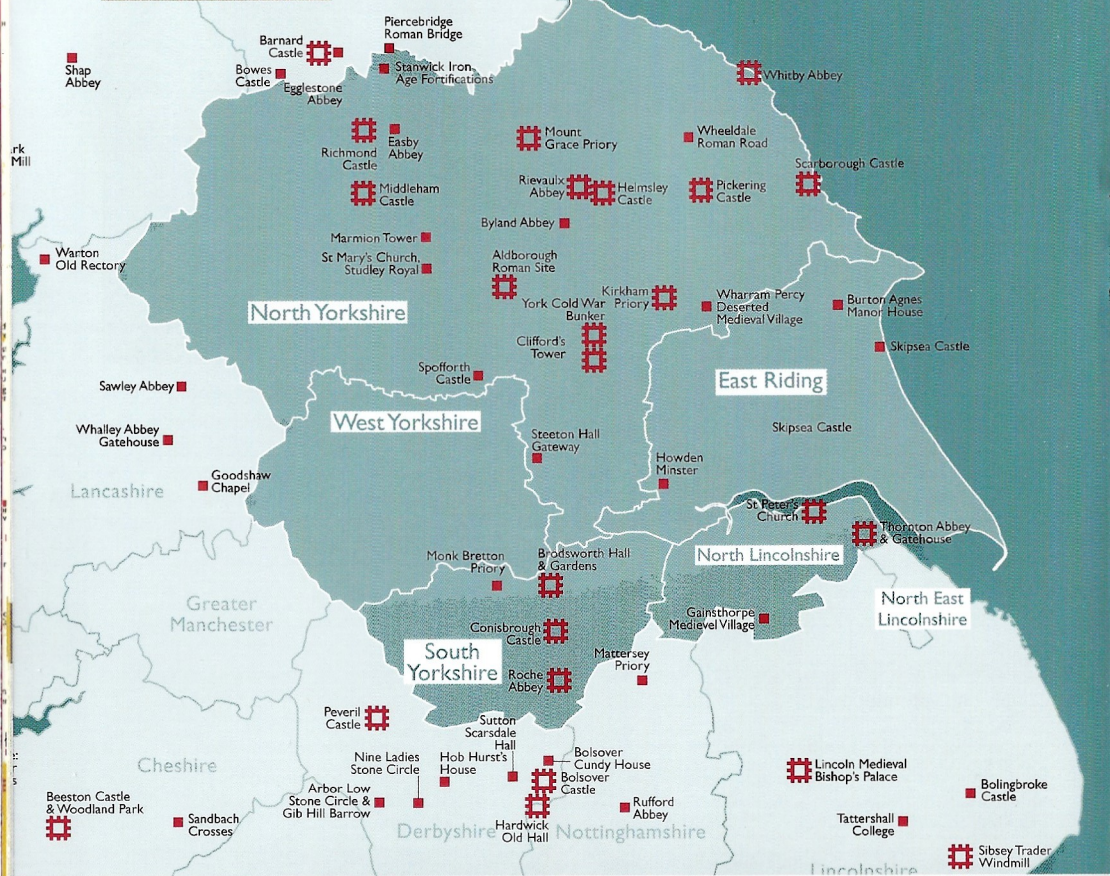 Piercebridge
Roman Bridge
Barnard
Castle
Shap
Abbey
Bowes
Castle
Stanwick Iron
Age Fortifications
Egglestone
Abbey
Whitby Abbey
Mill
Richmond
Castle
Easby
Abbey
Mount
Grace Priory
Wheeldale
Roman Road
Scarborough Castle
Middleham
Castle
Rievaulx
Abbey
Helmsley
Castle
Pickering
Castle
Byland Abbey
Marmion Tower
St Mary's Church,
Studley Royal
Warton
Old Rectory
Aldborough
Roman Site
North Yorkshire
York Cold War
Bunker
Kirkham
Priory
Wharram Percy
Deserted
Medieval Village
Burton Agnes
Manor House
Clifford's
Tower
Skipsea Castle
Spofforth
Castle
East Riding
Sawley Abbey
West Yorkshire
Skipsea Castle
Whalley Abbey
Gatehouse
Steeton Hall
Gateway
Howden
Minster
Goodshaw
Chapel
Lancashire
St Peter's
Church
Thornton Abbey
& Gatehouse
North Lincolnshire
Monk Bretton
Priory
Brodsworth Hall
& Gardens
North East
Lincolnshire
Greater
Manchester
Gainsthorpe
Medievel Village
Conisbrough
Castle
South
Yorkshire
Mattersey
Priory
Roche
Abbey
Peveril
Castle
Sutton
Scarsdale
Hall
Nine Ladies
Stone Circle
Hob Hurst's
House
Bolsover
Cundy House
Cheshire
Bolsover
Castle
Lincoln Medieval
Bishop's Palace
Arbor Low
Stone Circle &
Gib Hill Barrow
Beeston Castle
& Woodland Park
Sandbach
Crosses
Rufford
Abbey
Bolingbroke
Castle
Derbyshire
Hardwick
Old Hall
Nottinghamshire
Tattershall
College
Sibsey Trader
Windmill
Lincolnshire